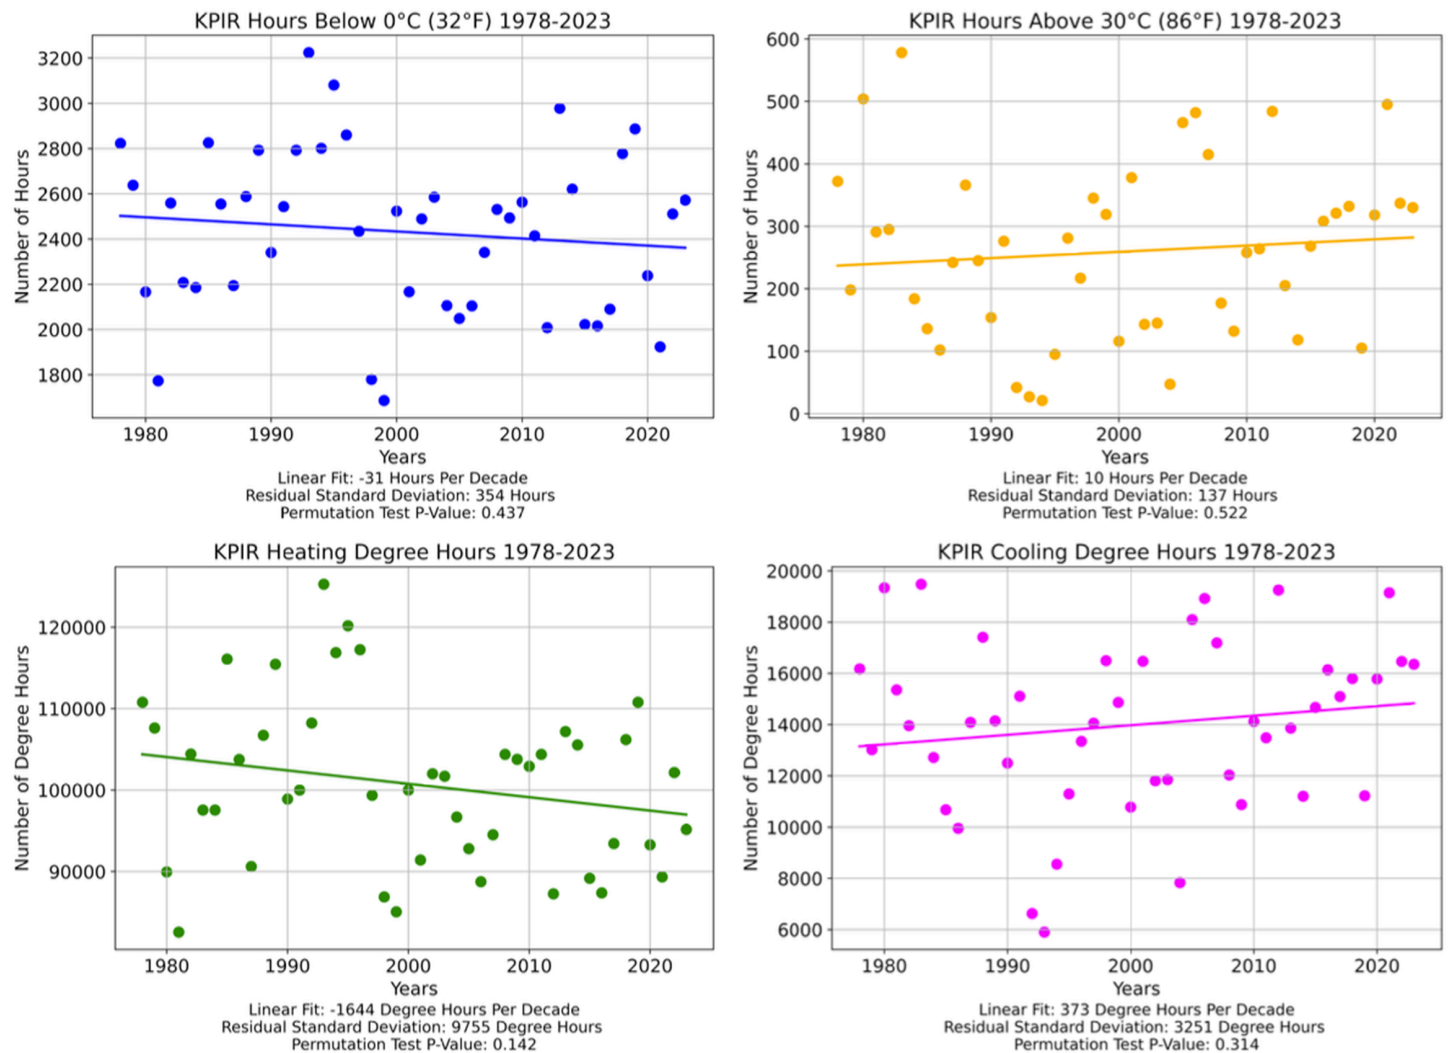 KPIR Hours Below 0°C (32°F) 1978-2023
Number of Hours
3200
3000
2800
2600
2400
2200
2000
1800
1980 1990 2000 2010 2020
Years
Linear Fit: -31 Hours Per Decade
Residual Standard Deviation: 354 Hours
Permutation Test P-Value: 0.437
KPIR Hours Above 30°C (86°F) 1978-2023
Number of Hours
600
500
400
300
200
100
0
1980 1990 2000 2010 2020
Years
Linear Fit: 10 Hours Per Decade
Residual Standard Deviation: 137 Hours
Permutation Test P-Value: 0.522
KPIR Heating Degree Hours 1978-2023
Number of Degree Hours
120000
110000
100000
90000
1980 1990 2000 2010 2020
Years
Linear Fit: -1644 Degree Hours Per Decade
Residual Standard Deviation: 9755 Degree Hours
Permutation Test P-Value: 0.142
KPIR Cooling Degree Hours 1978-2023
Number of Degree Hours
20000
18000
16000
14000
12000
10000
8000
6000
1980 1990 2000 2010 2020
Years
Linear Fit: 373 Degree Hours Per Decade
Residual Standard Deviation: 3251 Degree Hours
Permutation Test P-Value: 0.314